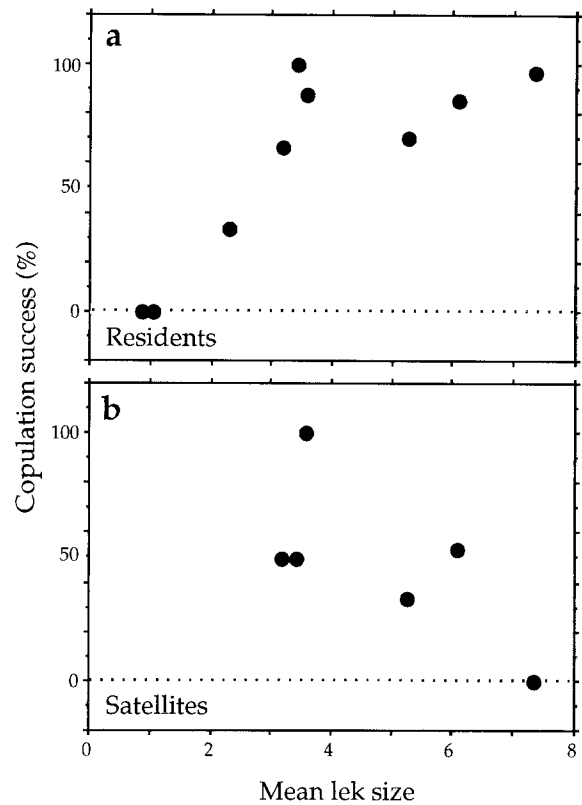 a
100
50
0
Residents
Copulation success (%)
b
100
50
0
Satellites
0 2 4 6 8
Mean lek size